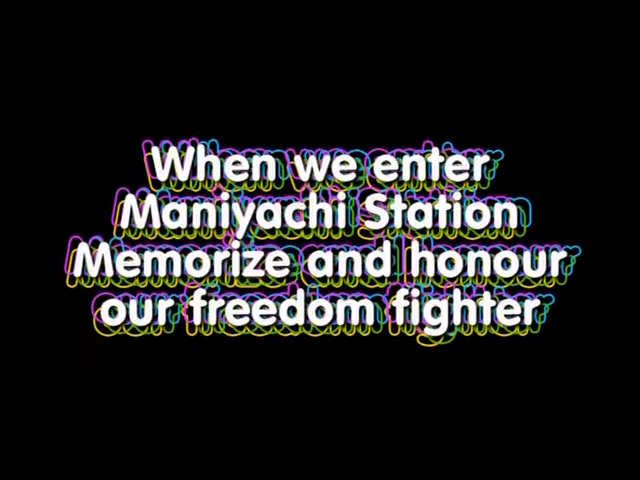 When we enter
Maniyachi Station
Memorize and honour
our freedom fighter